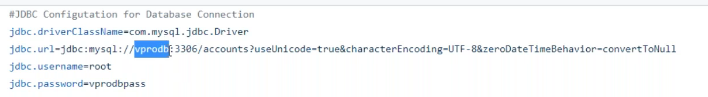 #JDBC Configutation for Database Connection
jdbc.driverClassName=com.mysql.jdbc.Driver
jdbc.url=jdbc:mysql://vprodb:3306/accounts?useUnicode=true&characterEncoding=UTF-8&zeroDateTimeBehavior=convertToNull
jdbc.username=root
jdbc.password=vprodbpass